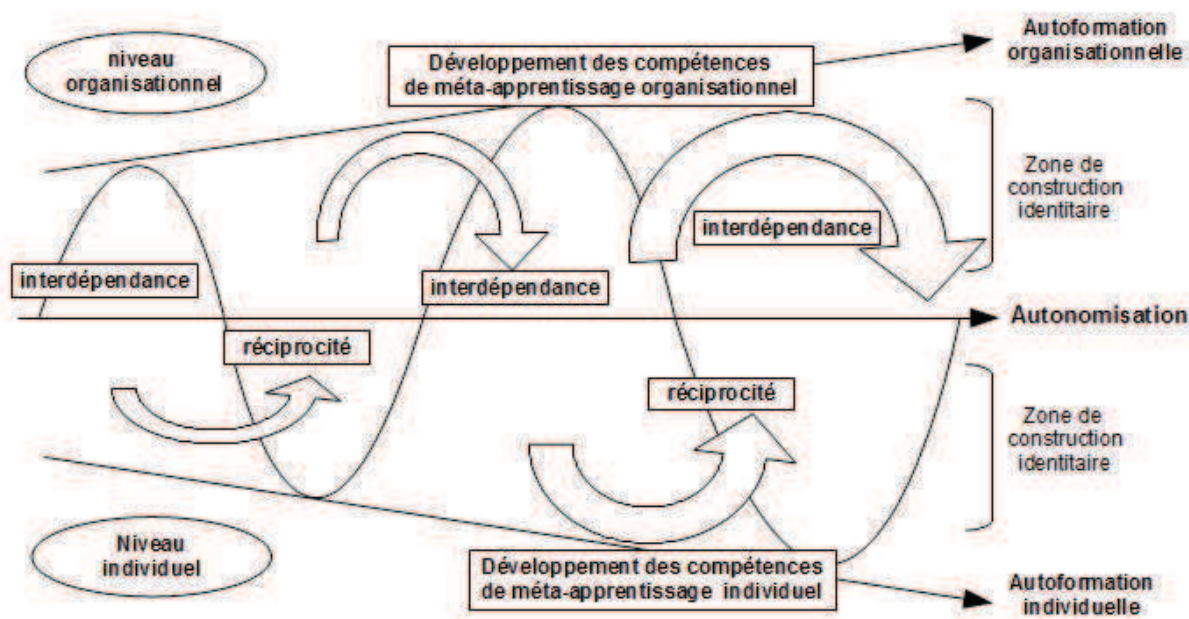 niveau
organisationnel
Développement des compétences
de méta-apprentissage organisationnel
Autoformation
organisationnelle
Zone de
construction
identitaire
interdépendance
interdépendance
interdépendance
Autonomisation
réciprocité
réciprocité
Zone de
construction
identitaire
Niveau
individuel
Développement des compétences
de méta-apprentissage individuel
Autoformation
individuelle